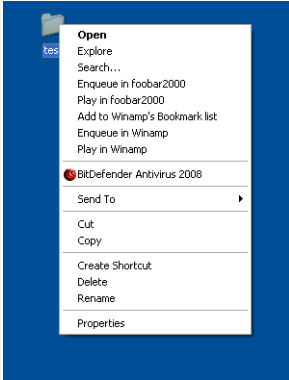 tes
Open
Explore
Search...
Enqueue in foobar2000
Play in foobar2000
Add to Winamp's Bookmark list
Enqueue in Winamp
Play in Winamp
BitDefender Antivirus 2008
Send To
Cut
Copy
Create Shortcut
Delete
Rename
Properties